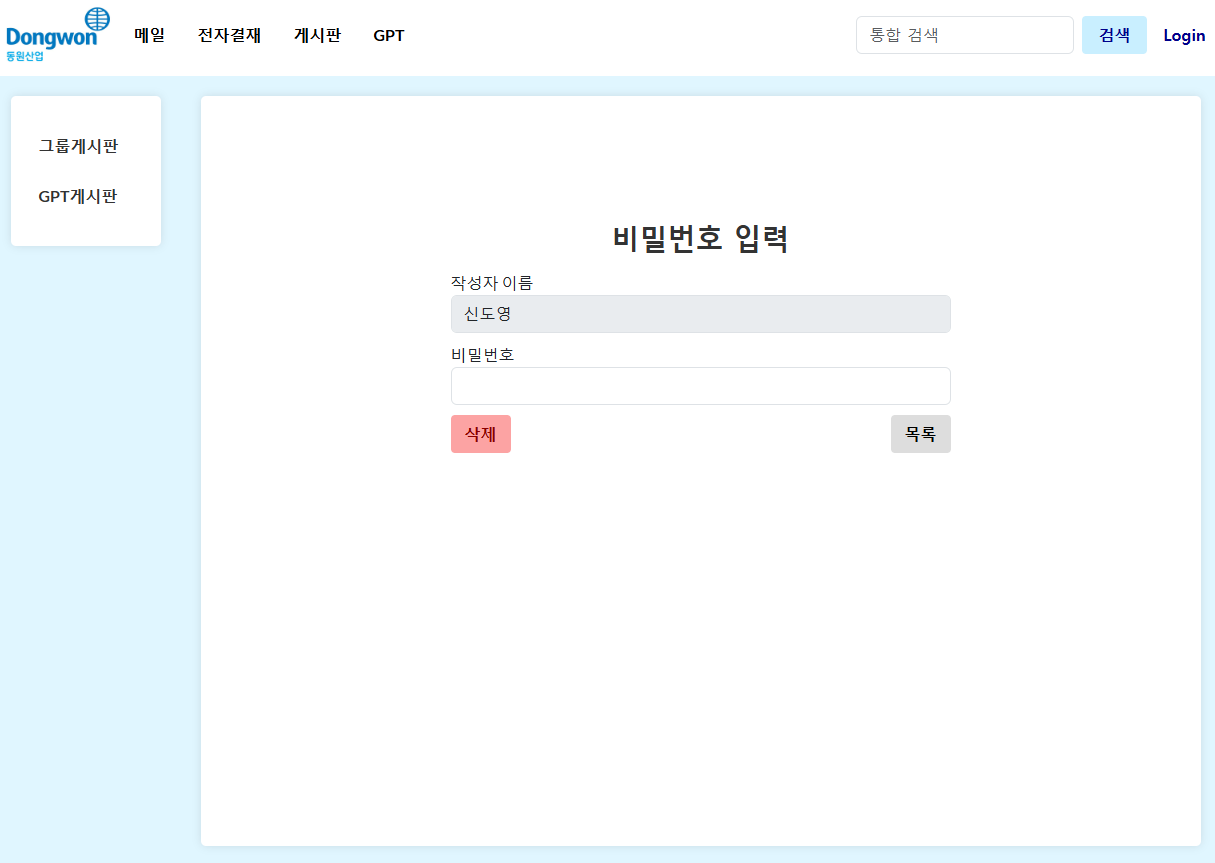 Dongwon
동원산업
메일 전자결재 게시판 GPT 통합 검색 검색 Login
그룹게시판
GPT게시판
비밀번호 입력
작성자 이름
신도영
비밀번호
삭제 목록